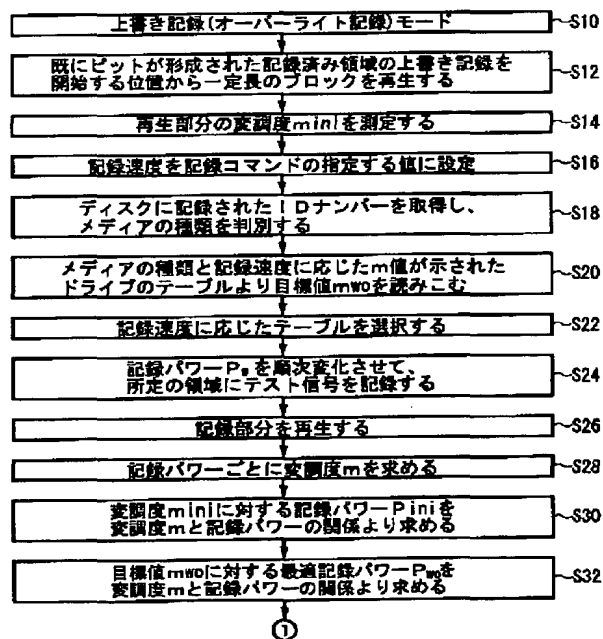 上書き記録(オーバーライト記録)モード
S10
既にピットが形成された記録済み領域の上書き記録を
開始する位置から一定長のブロックを再生する
S12
再生部分の変調度miniを測定する
S14
記録速度を記録コマンドの指定する値に設定
S16
ディスクに記録されたIDナンバーを取得し、
メディアの種類を判別する
S18
メディアの種類と記録速度に応じたm値が示された
ドライブのテーブルより目標値mwoを読みこむ
S20
記録速度に応じたテーブルを選択する
S22
記録パワーPwを順次変化させて、
所定の領域にテスト信号を記録する
S24
記録部分を再生する
S26
記録パワーごとに変調度mを求める
S28
変調度miniに対する記録パワーPiniを
変調度mと記録パワーの関係より求める
S30
目標値mwoに対する最適記録パワーPwoを
変調度mと記録パワーの関係より求める
S32
①